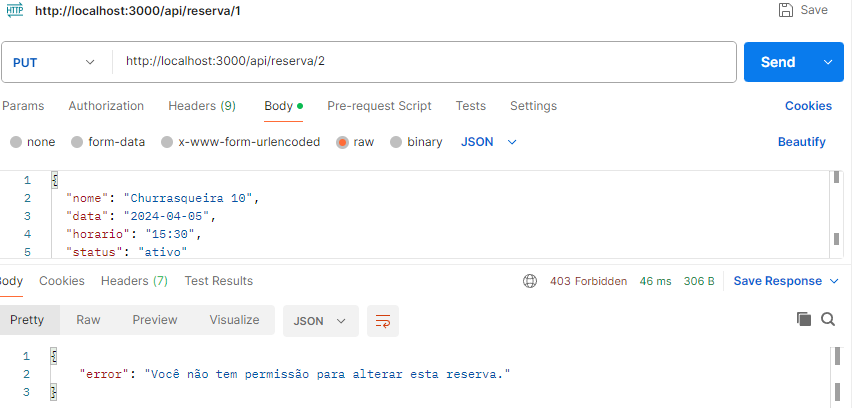 HTTP http://localhost:3000/api/reserva/1 Save
PUT http://localhost:3000/api/reserva/2 Send
Params Authorization Headers (9) Body Pre-request Script Tests Settings Cookies
none form-data x-www-form-urlencoded raw binary JSON Beautify
1 {
2 "nome": "Churrasqueira 10",
3 "data": "2024-04-05",
4 "horario": "15:30",
5 "status": "ativo"
Body Cookies Headers (7) Test Results 403 Forbidden 46 ms 306 B Save Response
Pretty Raw Preview Visualize JSON
1 {
2 "error": "Você não tem permissão para alterar esta reserva."
3 }